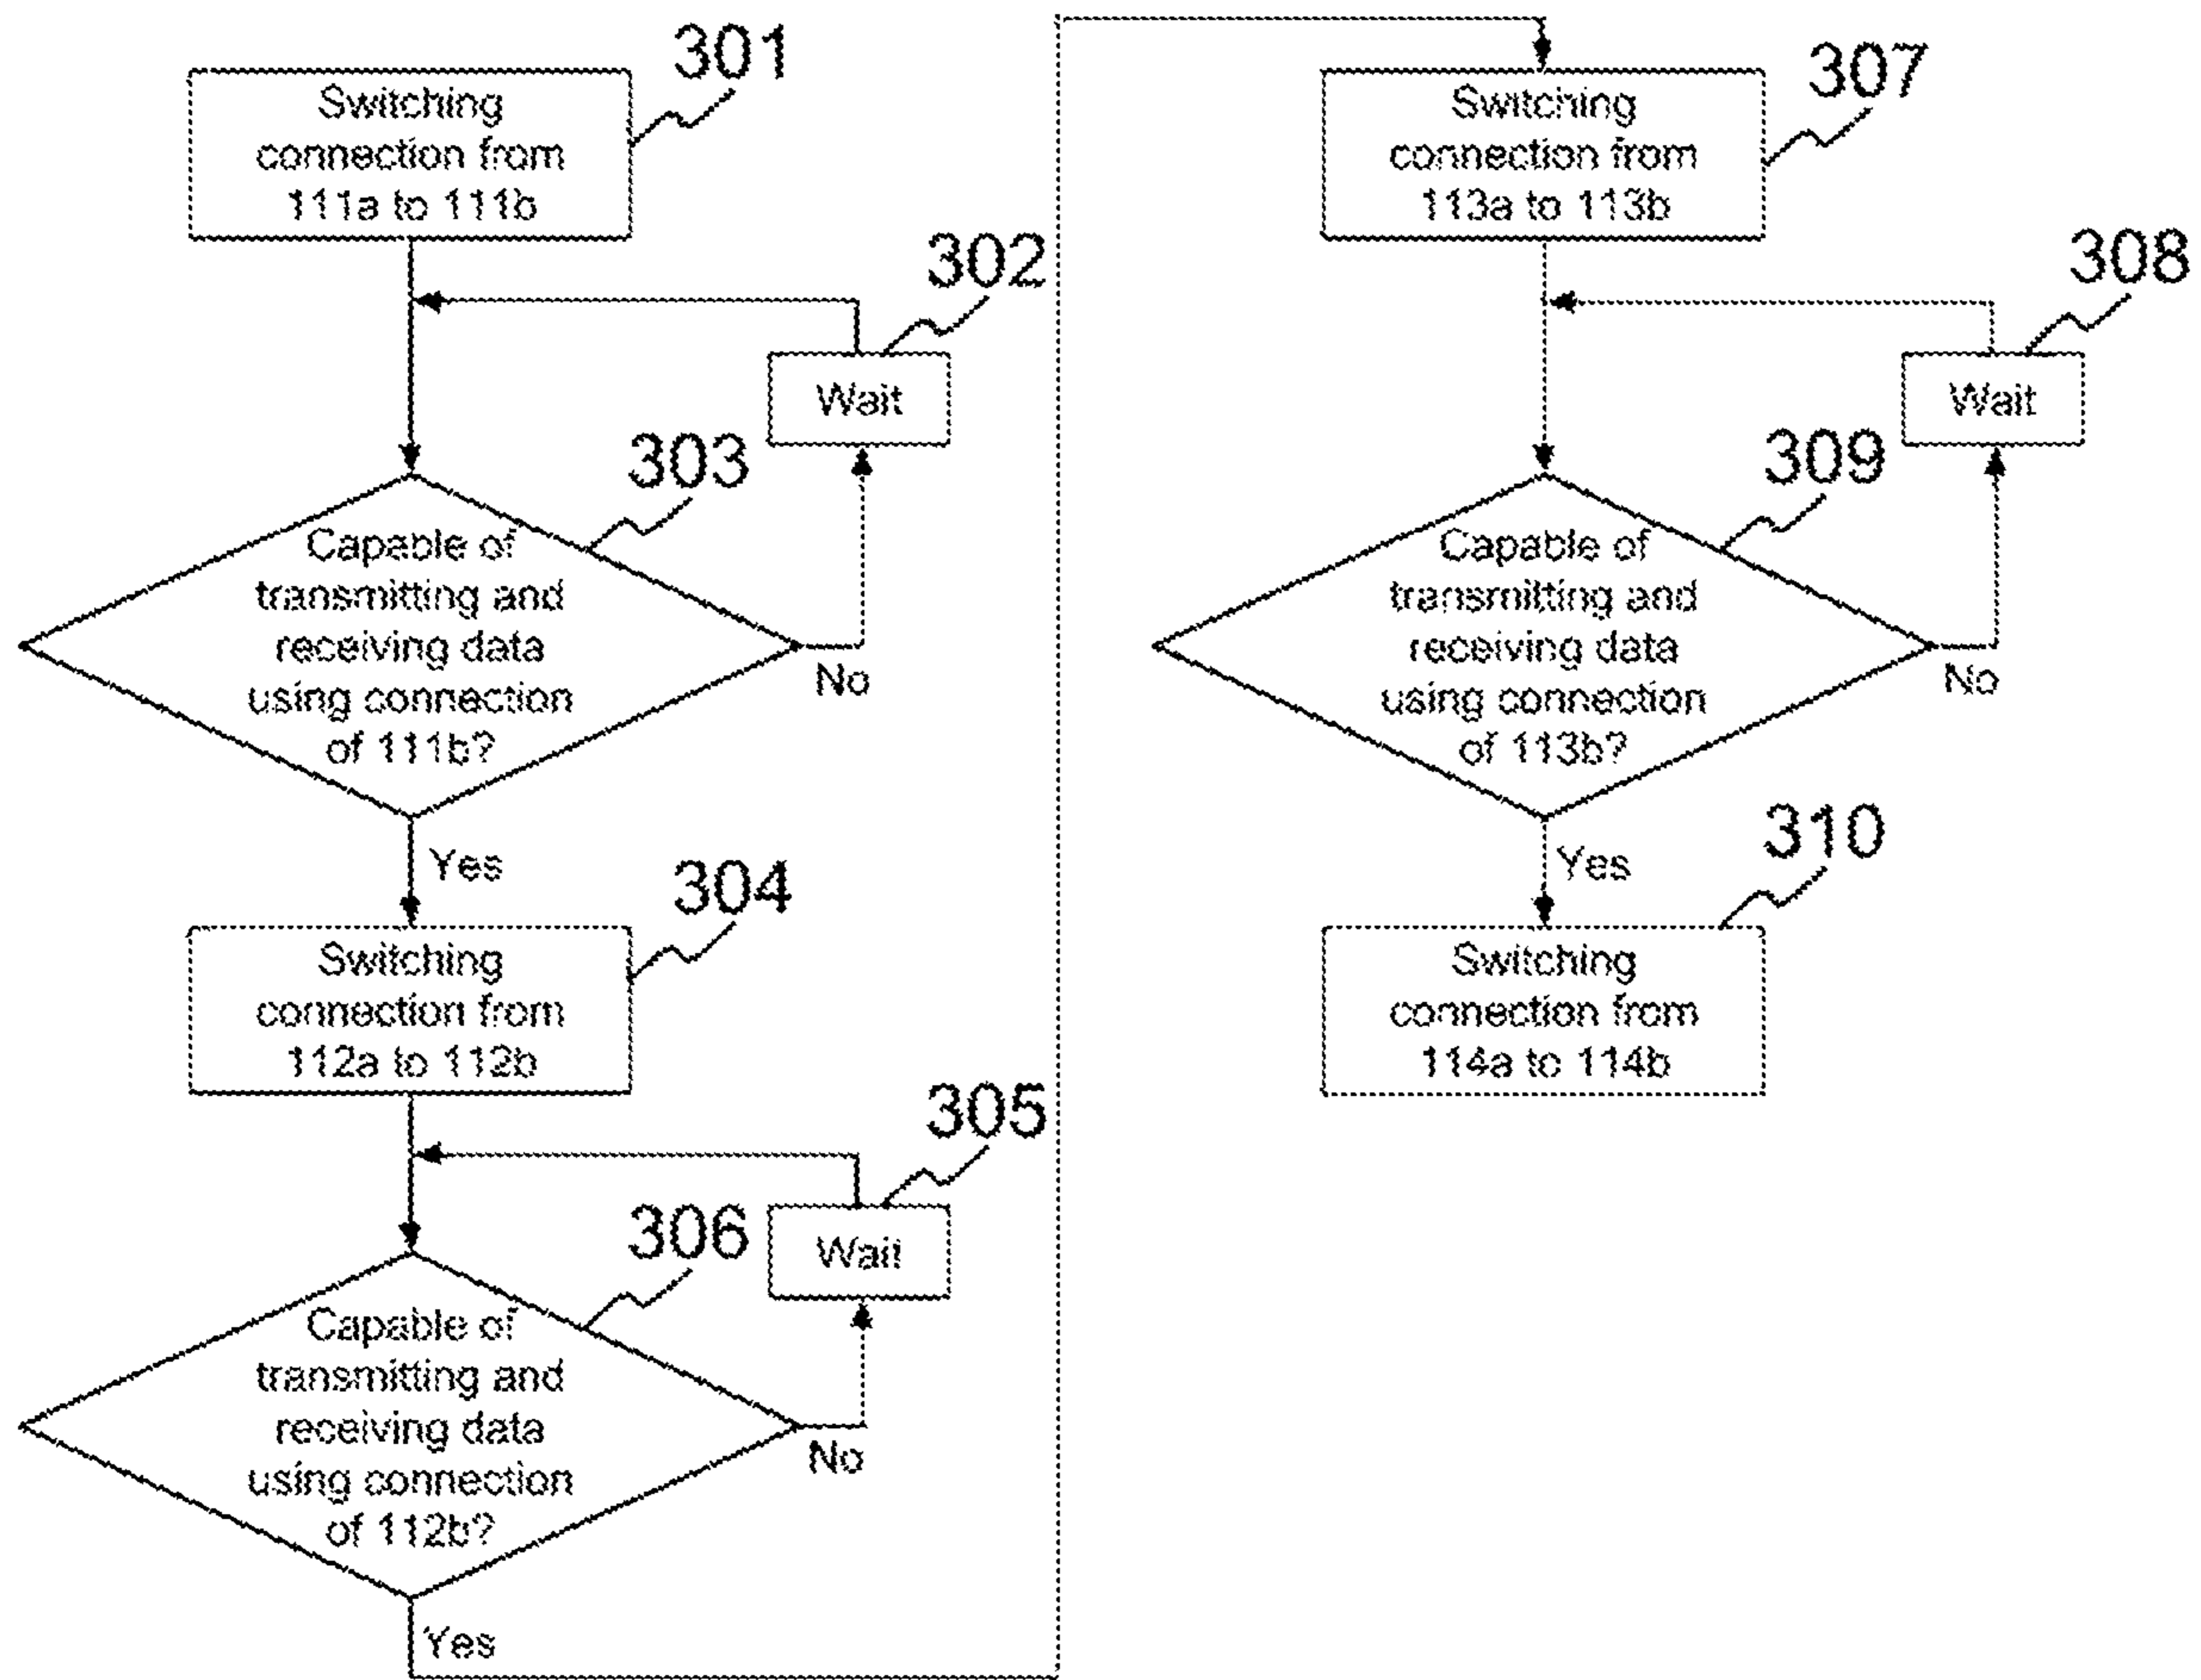 301
Switching
connection from
111a to 111b
302
Wait
303
Capable of
transmitting and
receiving data
using connection
of 111b?
No
Yes
304
Switching
connection from
112a to 112b
305
Wait
306
Capable of
transmitting and
receiving data
using connection
of 112b?
No
Yes
307
Switching
connection from
113a to 113b
308
Wait
309
Capable of
transmitting and
receiving data
using connection
of 113b?
No
Yes
310
Switching
connection from
114a to 114b